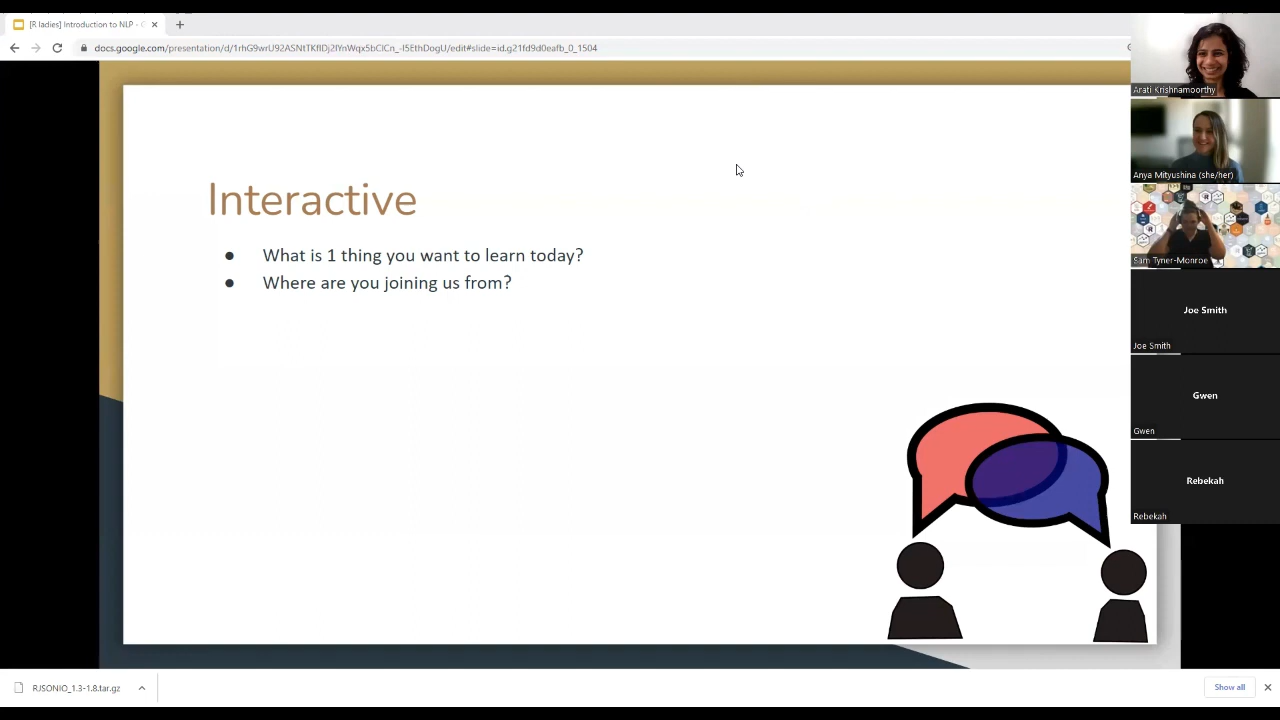 [R ladies] Introduction to NLP - G
docs.google.com/presentation/d/1rhG9wrU92ASNtTKflDj2lYnWqx5bClCn_-I5EthDogU/edit#slide=id.g21fd9d0eafb_0_1504
Interactive
What is 1 thing you want to learn today?
Where are you joining us from?
Arati Krishnamoorthy
Anya Mityushina (she/her)
Sam Tyner-Monroe
Joe Smith
Joe Smith
Gwen
Gwen
Rebekah
Rebekah
RJSONIO_1.3-1.8.tar.gz
Show all